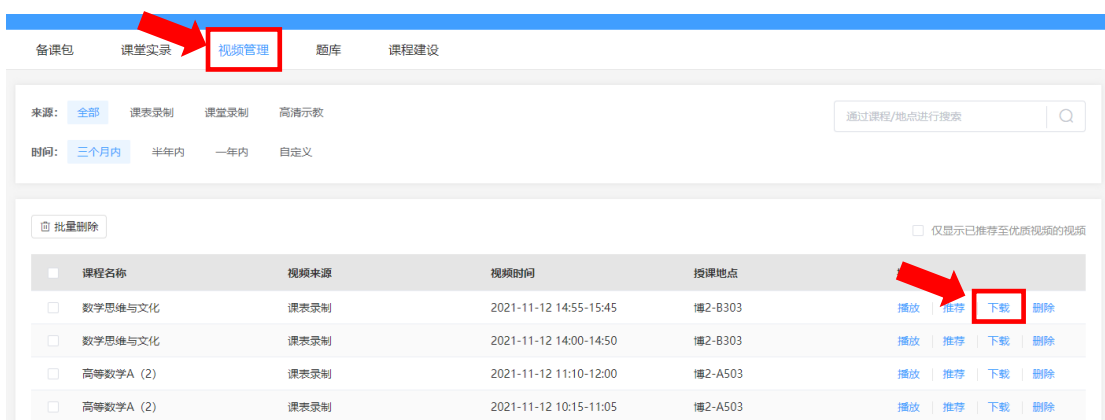 备课包 课堂实录 视频管理 题库 课程建设
来源： 全部 课表录制 课堂录制 高清示教 通过课程/地点进行搜索
时间： 三个月内 半年内 一年内 自定义
批量删除 仅显示已推荐至优质视频的视频
课程名称 视频来源 视频时间 授课地点
数学思维与文化 课表录制 2021-11-12 14:55-15:45 博2-B303 播放 推荐 下载 删除
数学思维与文化 课表录制 2021-11-12 14:00-14:50 博2-B303 播放 推荐 下载 删除
高等数学A（2） 课表录制 2021-11-12 11:10-12:00 博2-A503 播放 推荐 下载 删除
高等数学A（2） 课表录制 2021-11-12 10:15-11:05 博2-A503 播放 推荐 下载 删除